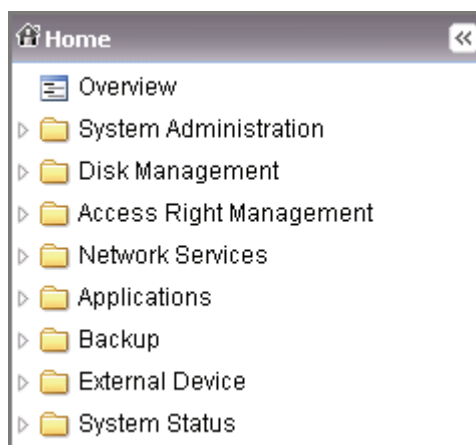 Home
Overview
System Administration
Disk Management
Access Right Management
Network Services
Applications
Backup
External Device
System Status